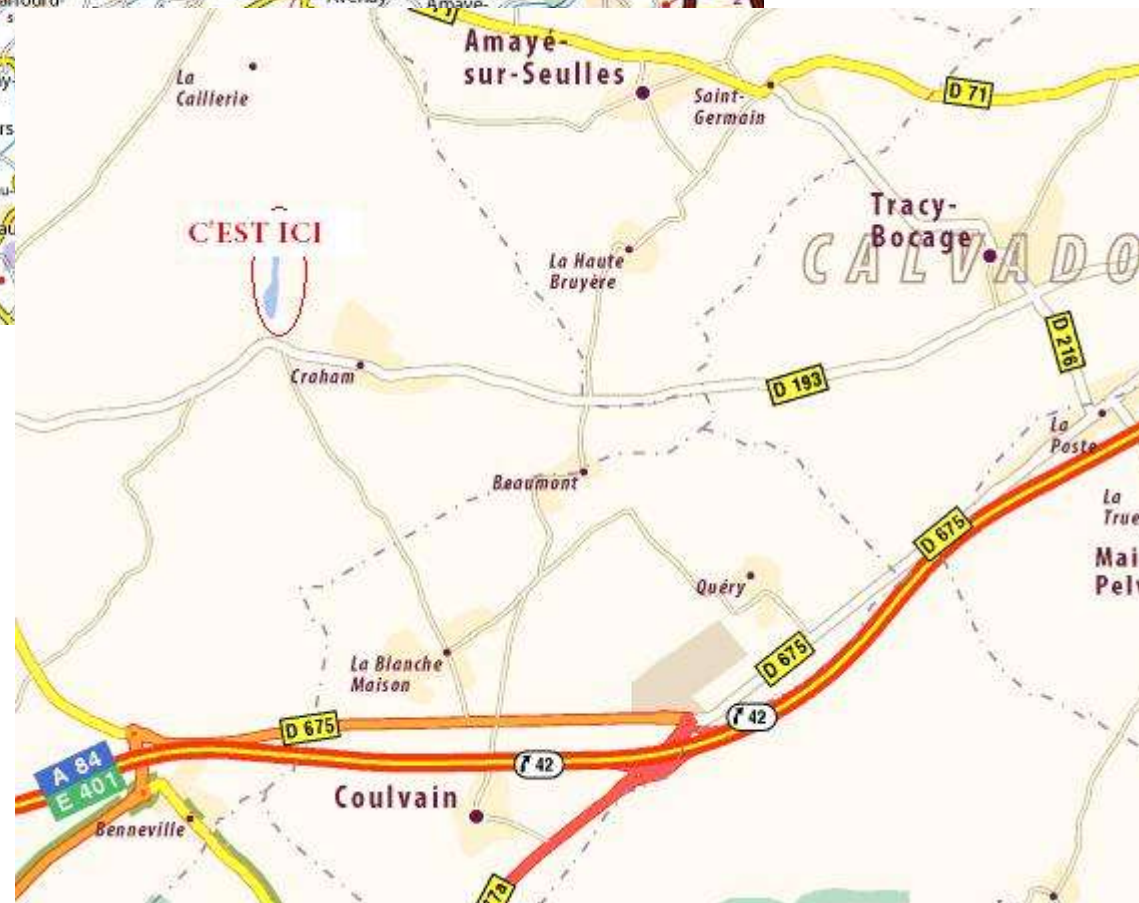 Amayé-
sur-Seulles
La
Caillerie
D 71
Saint-
Germain
Tracy-
Bocage
CALVADO
C'EST ÎCI
La Haute
Bruyère
D 216
Craham
D 193
La
Poste
Beaumont
La
True
D 675
Mai
Pelv
Quéry
La Blanche
Maison
D 675
D 675
42
A 84
E 401
42
Coulvain
Benneville
7a